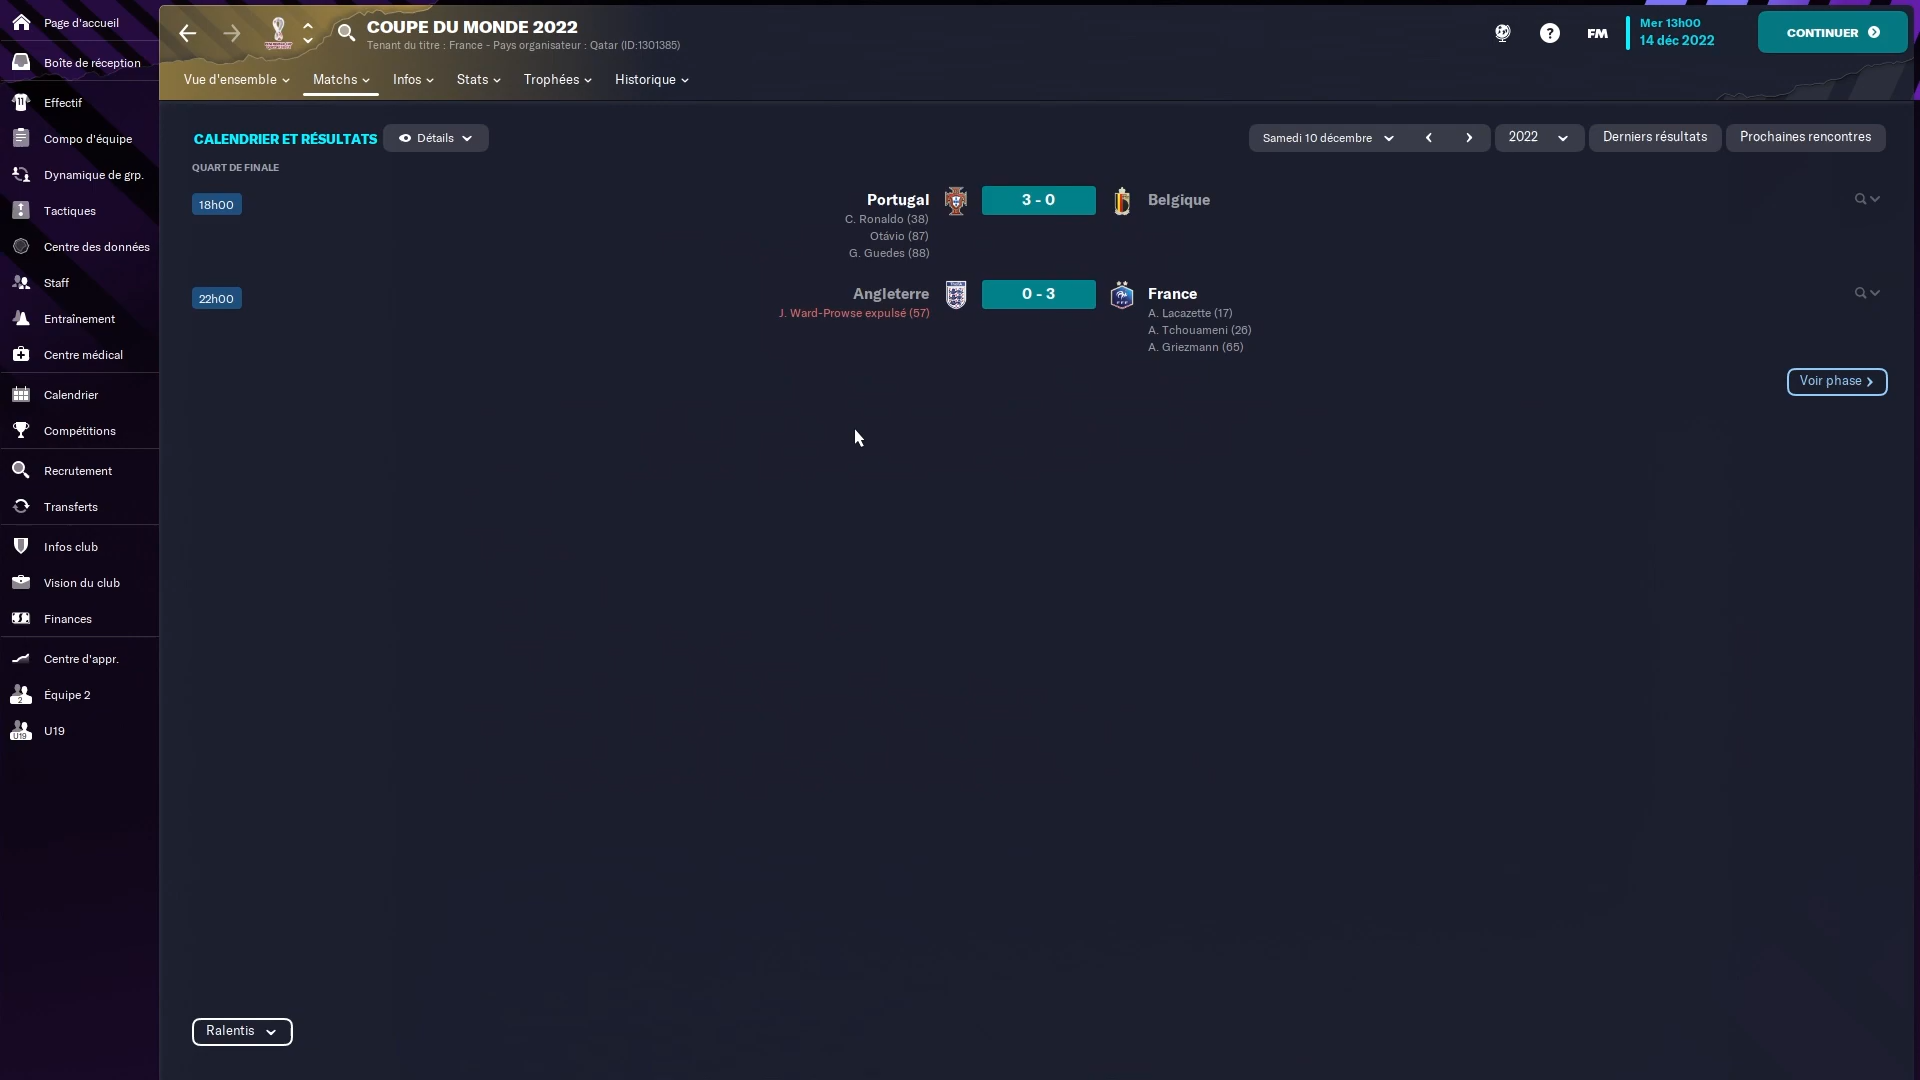 Page d'accueil
Boîte de réception
Effectif
Compo d'équipe
Dynamique de grp.
Tactiques
Centre des données
Staff
Entraînement
Centre médical
Calendrier
Compétitions
Recrutement
Transferts
Infos club
Vision du club
Finances
Centre d'appr.
2
Équipe 2
U19
U19
COUPE DU MONDE 2022
Tenant du titre : France - Pays organisateur : Qatar (ID:1301385)
? FM
Mer 13h00
14 déc 2022
CONTINUER
Vue d'ensemble Matchs Infos Stats Trophées Historique
CALENDRIER ET RÉSULTATS Détails
Samedi 10 décembre 2022 Derniers résultats Prochaines rencontres
QUART DE FINALE
18h00 Portugal 3 - 0 Belgique
C. Ronaldo (38)
Otávio (87)
G. Guedes (88)
22h00 Angleterre 0 - 3 France
J. Ward-Prowse expulsé (57) A. Lacazette (17)
A. Tchouameni (26)
A. Griezmann (65)
Voir phase
Ralentis